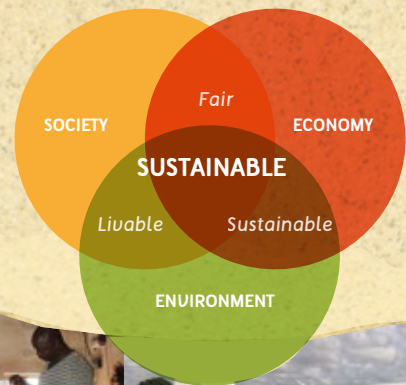 Fair
SOCIETY
ECONOMY
SUSTAINABLE
Livable
Sustainable
ENVIRONMENT